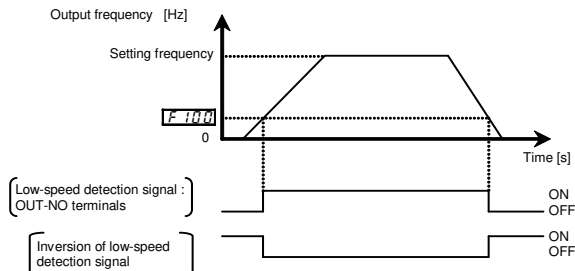 Output frequency [Hz]
Setting frequency
F 100
0
Time [s]
Low-speed detection signal :
OUT-NO terminals
ON
OFF
Inversion of low-speed
detection signal
ON
OFF